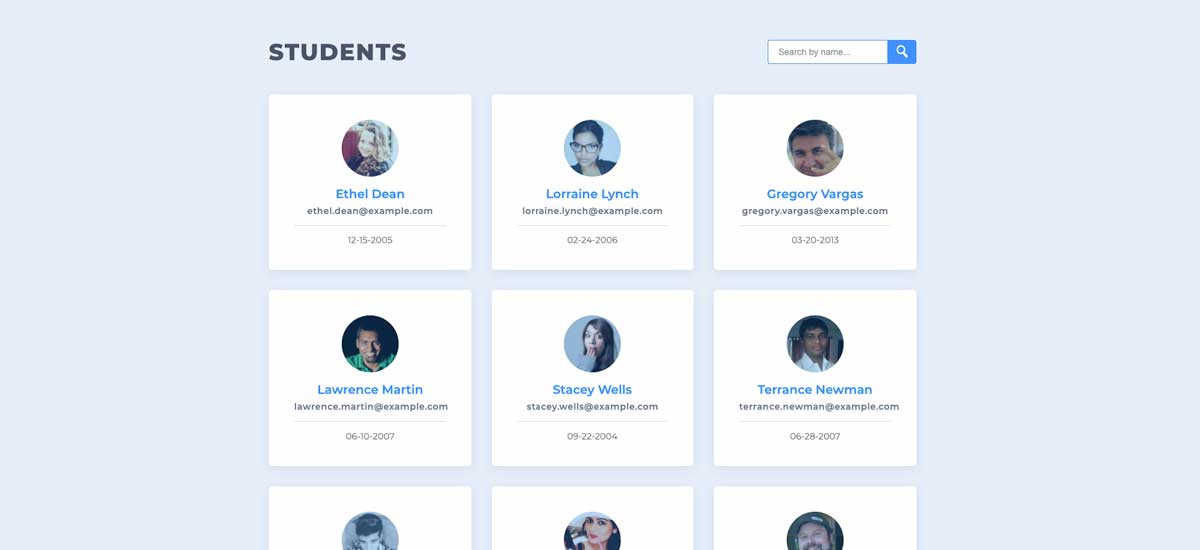 STUDENTS
Search by name...
Ethel Dean
ethel.dean@example.com
12-15-2005
Lorraine Lynch
lorraine.lynch@example.com
02-24-2006
Gregory Vargas
gregory.vargas@example.com
03-20-2013
Lawrence Martin
lawrence.martin@example.com
06-10-2007
Stacey Wells
stacey.wells@example.com
09-22-2004
Terrance Newman
terrance.newman@example.com
06-28-2007